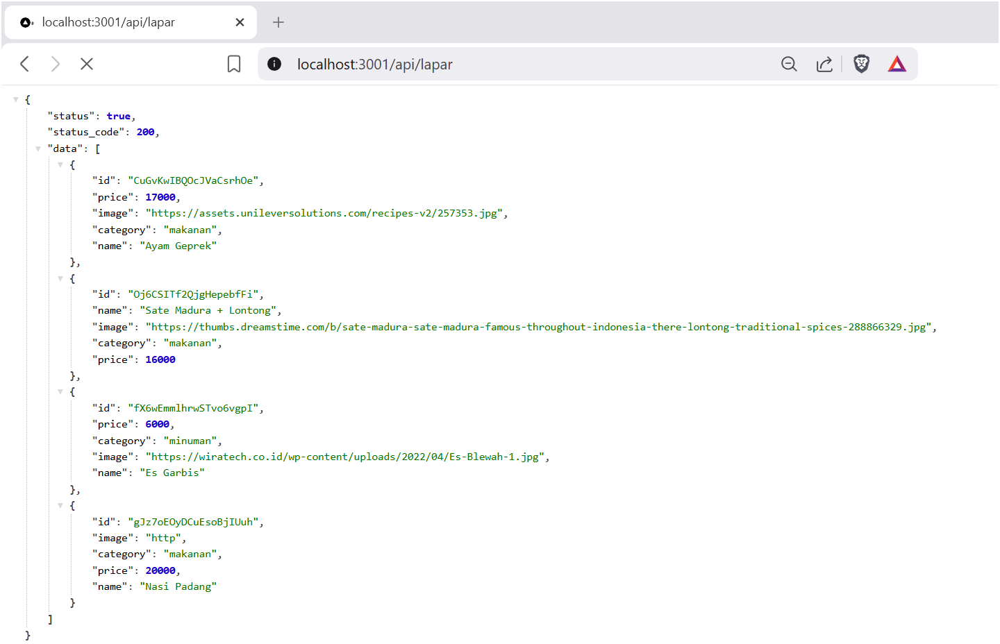 localhost:3001/api/lapar
localhost:3001/api/lapar
{
"status": true,
"status_code": 200,
"data": [
{
"id": "CuGvKwIBQOcJVaCsrhOe",
"price": 17000,
"image": "https://assets.unileversolutions.com/recipes-v2/257353.jpg",
"category": "makanan",
"name": "Ayam Geprek"
},
{
"id": "Oj6CSITf2QjgHepebfFi",
"name": "Sate Madura + Lontong",
"image": "https://thumbs.dreamstime.com/b/sate-madura-sate-madura-famous-throughout-indonesia-there-lontong-traditional-spices-288866329.jpg",
"category": "makanan",
"price": 16000
},
{
"id": "fX6wEmmlhrwSTvo6vgpI",
"price": 6000,
"category": "minuman",
"image": "https://wiratech.co.id/wp-content/uploads/2022/04/Es-Blewah-1.jpg",
"name": "Es Garbis"
},
{
"id": "gJz7oEOyDCuEsoBjIUuh",
"image": "http",
"category": "makanan",
"price": 20000,
"name": "Nasi Padang"
}
]
}